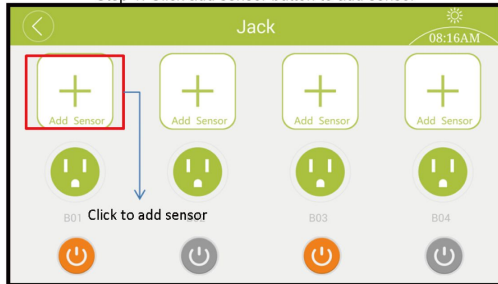 Jack
08:16AM
Add Sensor Add Sensor Add Sensor Add Sensor
B01 Click to add sensor B03 B04